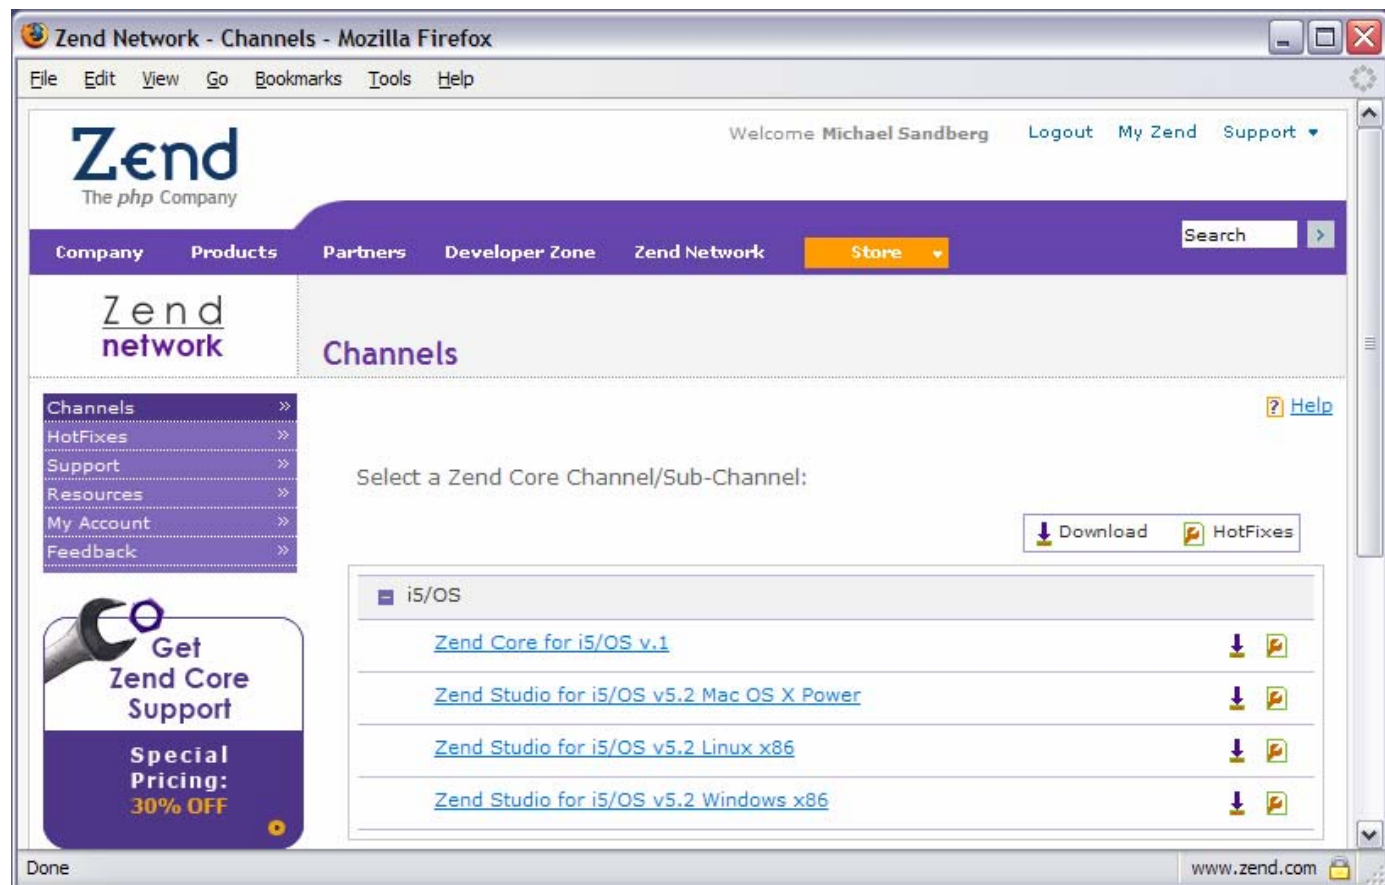 Zend Network - Channels - Mozilla Firefox
File Edit View Go Bookmarks Tools Help
Zend
The php Company
Welcome Michael Sandberg Logout My Zend Support
Search
Company Products Partners Developer Zone Zend Network Store
Zend
network
Channels
Channels »
HotFixes »
Support »
Resources »
My Account »
Feedback »
? Help
Select a Zend Core Channel/Sub-Channel:
Download HotFixes
i5/OS
Zend Core for i5/OS v.1
Zend Studio for i5/OS v5.2 Mac OS X Power
Zend Studio for i5/OS v5.2 Linux x86
Zend Studio for i5/OS v5.2 Windows x86
Get
Zend Core
Support
Special
Pricing:
30% OFF
Done www.zend.com